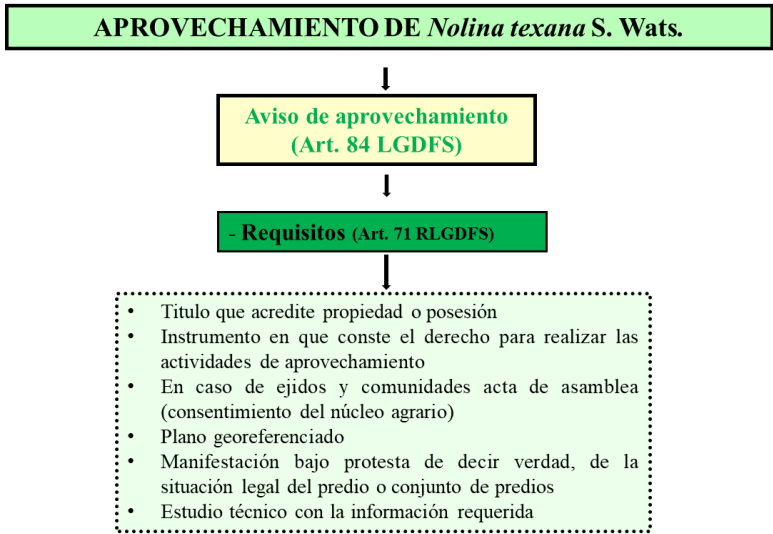 APROVECHAMIENTO DE Nolina texana S. Wats.
Aviso de aprovechamiento
(Art. 84 LGDFS)
- Requisitos (Art. 71 RLGDFS)
• Titulo que acredite propiedad o posesión
• Instrumento en que conste el derecho para realizar las
actividades de aprovechamiento
• En caso de ejidos y comunidades acta de asamblea
(consentimiento del núcleo agrario)
• Plano georeferenciado
• Manifestación bajo protesta de decir verdad, de la
situación legal del predio o conjunto de predios
• Estudio técnico con la información requerida